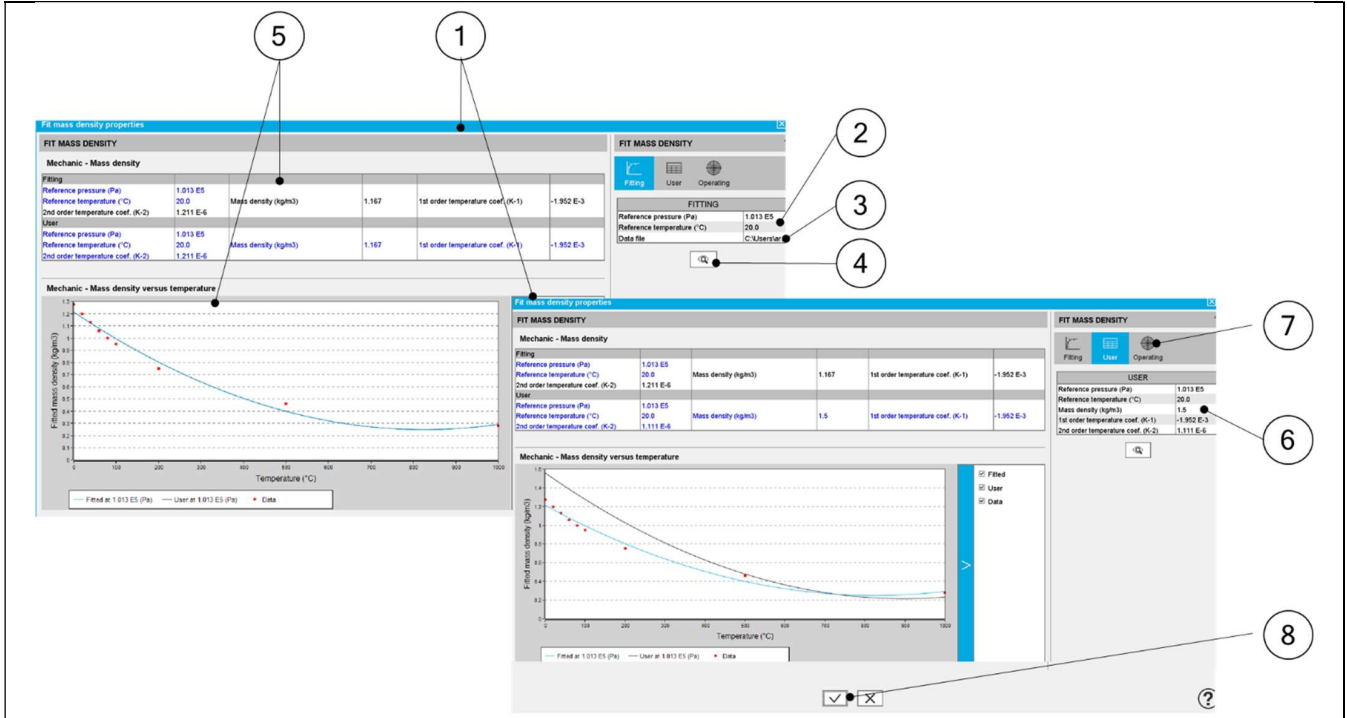 5
1
2
3
4
7
6
8
Fit mass density properties
FIT MASS DENSITY
Mechanic - Mass density
Fitting
Reference pressure (Pa) 1.013 E5
Reference temperature (°C) 20.0 Mass density (kg/m3) 1.167 1st order temperature coef. (K-1) -1.952 E-3
2nd order temperature coef. (K-2) 1.211 E-6
User
Reference pressure (Pa) 1.013 E5
Reference temperature (°C) 20.0 Mass density (kg/m3) 1.167 1st order temperature coef. (K-1) -1.952 E-3
2nd order temperature coef. (K-2) 1.211 E-6
Mechanic - Mass density versus temperature
Fitted mass density (kg/m3)
0 100 200 300 400 500 600 700 800 900 1000
Temperature (°C)
Fitted at 1.013 E5 (Pa) User at 1.013 E5 (Pa) Data
FIT MASS DENSITY
Fitting User Operating
FITTING
Reference pressure (Pa) 1.013 E5
Reference temperature (°C) 20.0
Data file C:\Users\ar
Fit mass density properties
FIT MASS DENSITY
Mechanic - Mass density
Fitting
Reference pressure (Pa) 1.013 E5
Reference temperature (°C) 20.0 Mass density (kg/m3) 1.167 1st order temperature coef. (K-1) -1.952 E-3
2nd order temperature coef. (K-2) 1.211 E-6
User
Reference pressure (Pa) 1.013 E5
Reference temperature (°C) 20.0 Mass density (kg/m3) 1.5 1st order temperature coef. (K-1) -1.952 E-3
2nd order temperature coef. (K-2) 1.111 E-6
Mechanic - Mass density versus temperature
Fitted mass density (kg/m3)
Temperature (°C)
Fitted at 1.013 E5 (Pa) User at 1.013 E5 (Pa) Data
Fitted
User
Data
>
FIT MASS DENSITY
Fitting User Operating
USER
Reference pressure (Pa) 1.013 E5
Reference temperature (°C) 20.0
Mass density (kg/m3) 1.5
1st order temperature coef. (K-1) -1.952 E-3
2nd order temperature coef. (K-2) 1.111 E-6
?